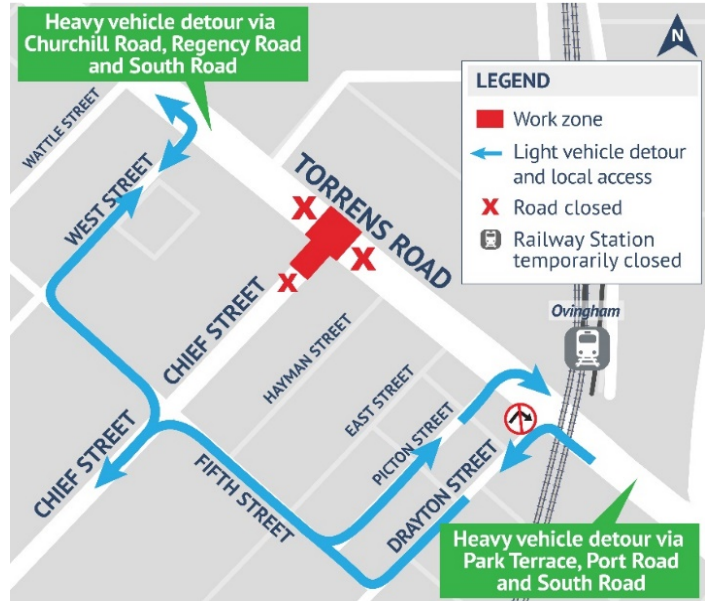 Heavy vehicle detour via
Churchill Road, Regency Road
and South Road
N
LEGEND
Work zone
Light vehicle detour
and local access
X Road closed
Railway Station
temporarily closed
WATTLE STREET
WEST STREET
TORRENS ROAD
X
X
X
CHIEF STREET
HAYMAN STREET
Ovingham
EAST STREET
PICTON STREET
DRAYTON STREET
CHIEF STREET
FIFTH STREET
Heavy vehicle detour via
Park Terrace, Port Road
and South Road